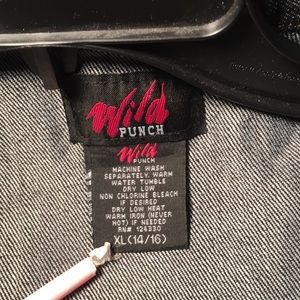 Wild
PUNCH
Wild
PUNCH
MACHINE WASH
SEPARATELY, WARM
WATER TUMBLE
DRY LOW
NON CHLORINE BLEACH
IF DESIRED
DRY LOW HEAT
WARM IRON (NEVER
HOT) IF NEEDED
RN# 126330
XL(14/16)